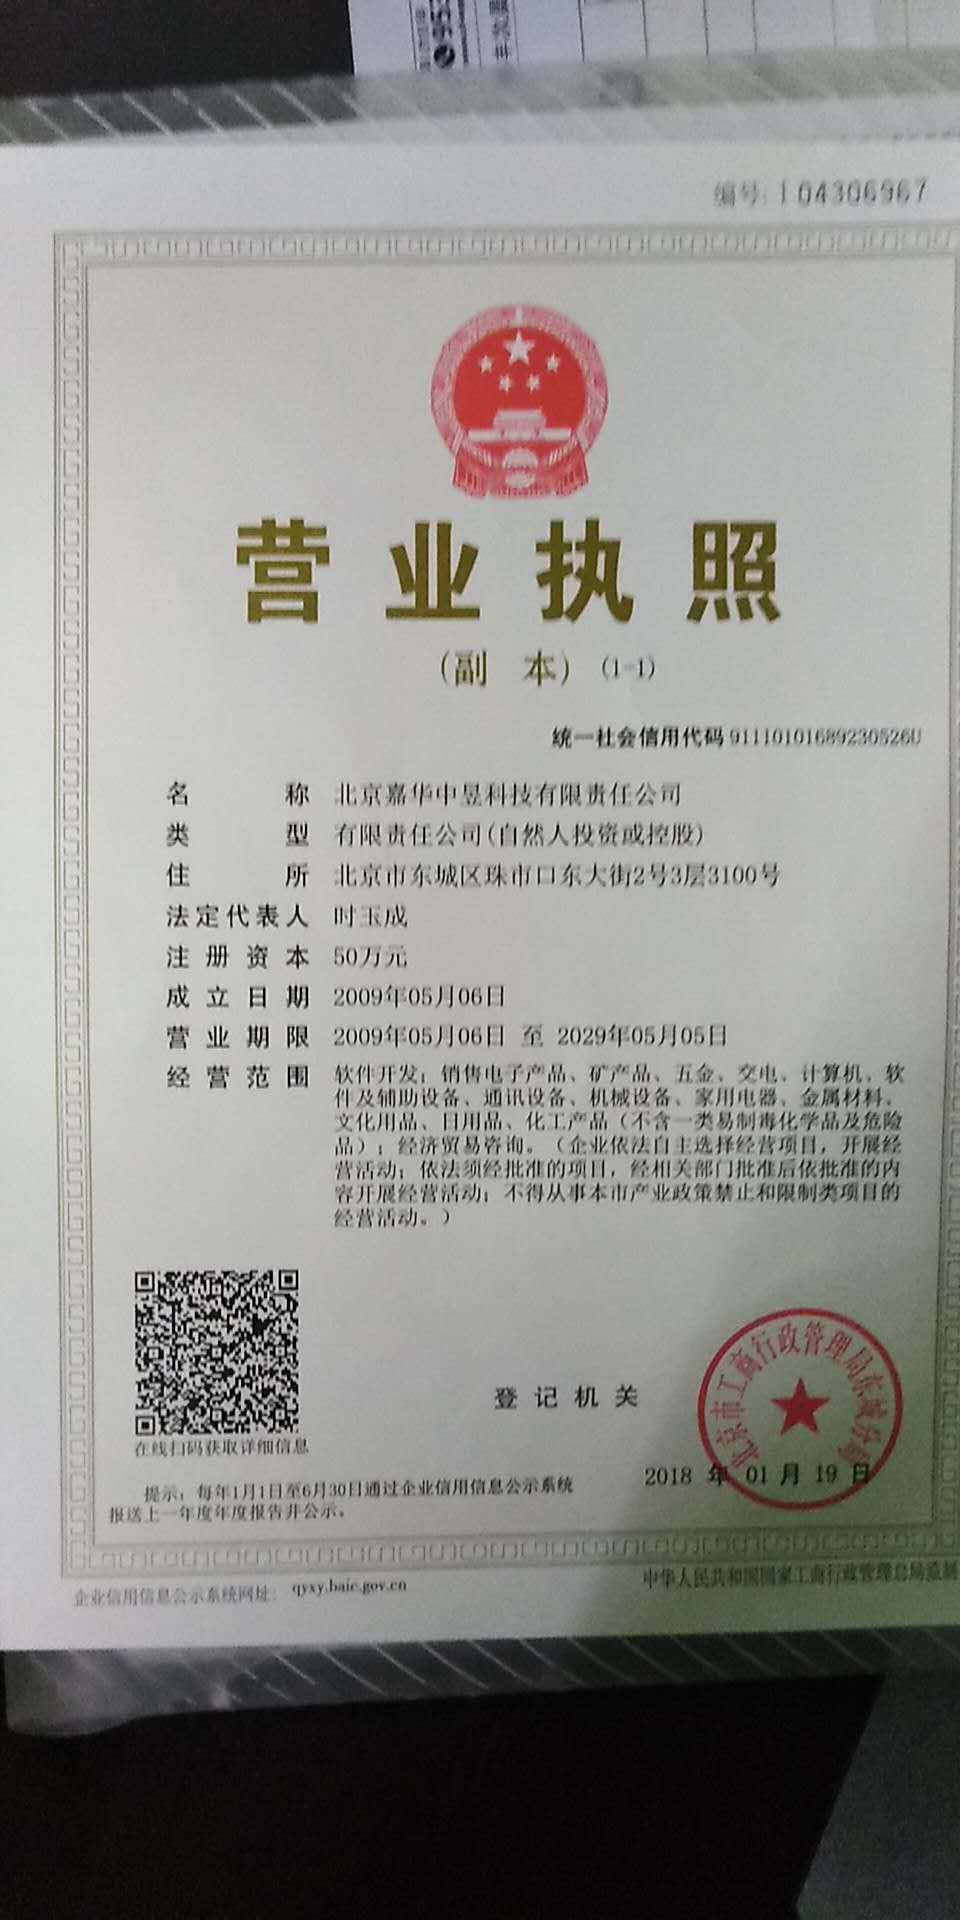 编号: 104306967
营业执照
(副 本) (1-1)
统一社会信用代码 91110101689230526U
名 称 北京嘉华中昱科技有限责任公司
类 型 有限责任公司(自然人投资或控股)
住 所 北京市东城区珠市口东大街2号3层3100号
法定代表人 时玉成
注册资本 50万元
成立日期 2009年05月06日
营业期限 2009年05月06日 至 2029年05月05日
经营范围 软件开发；销售电子产品、矿产品、五金、交电、计算机、软
件及辅助设备、通讯设备、机械设备、家用电器、金属材料、
文化用品、日用品、化工产品（不含一类易制毒化学品及危险
品）；经济贸易咨询。（企业依法自主选择经营项目，开展经
营活动；依法须经批准的项目，经相关部门批准后依批准的内
容开展经营活动；不得从事本市产业政策禁止和限制类项目的
经营活动。）
在线扫码获取详细信息
登记机关
北京市工商行政管理局东城分局
2018 年 01 月 19 日
提示：每年1月1日至6月30日通过企业信用信息公示系统
报送上一年度年度报告并公示。
企业信用信息公示系统网址： qyxy.baic.gov.cn
中华人民共和国国家工商行政管理总局监制